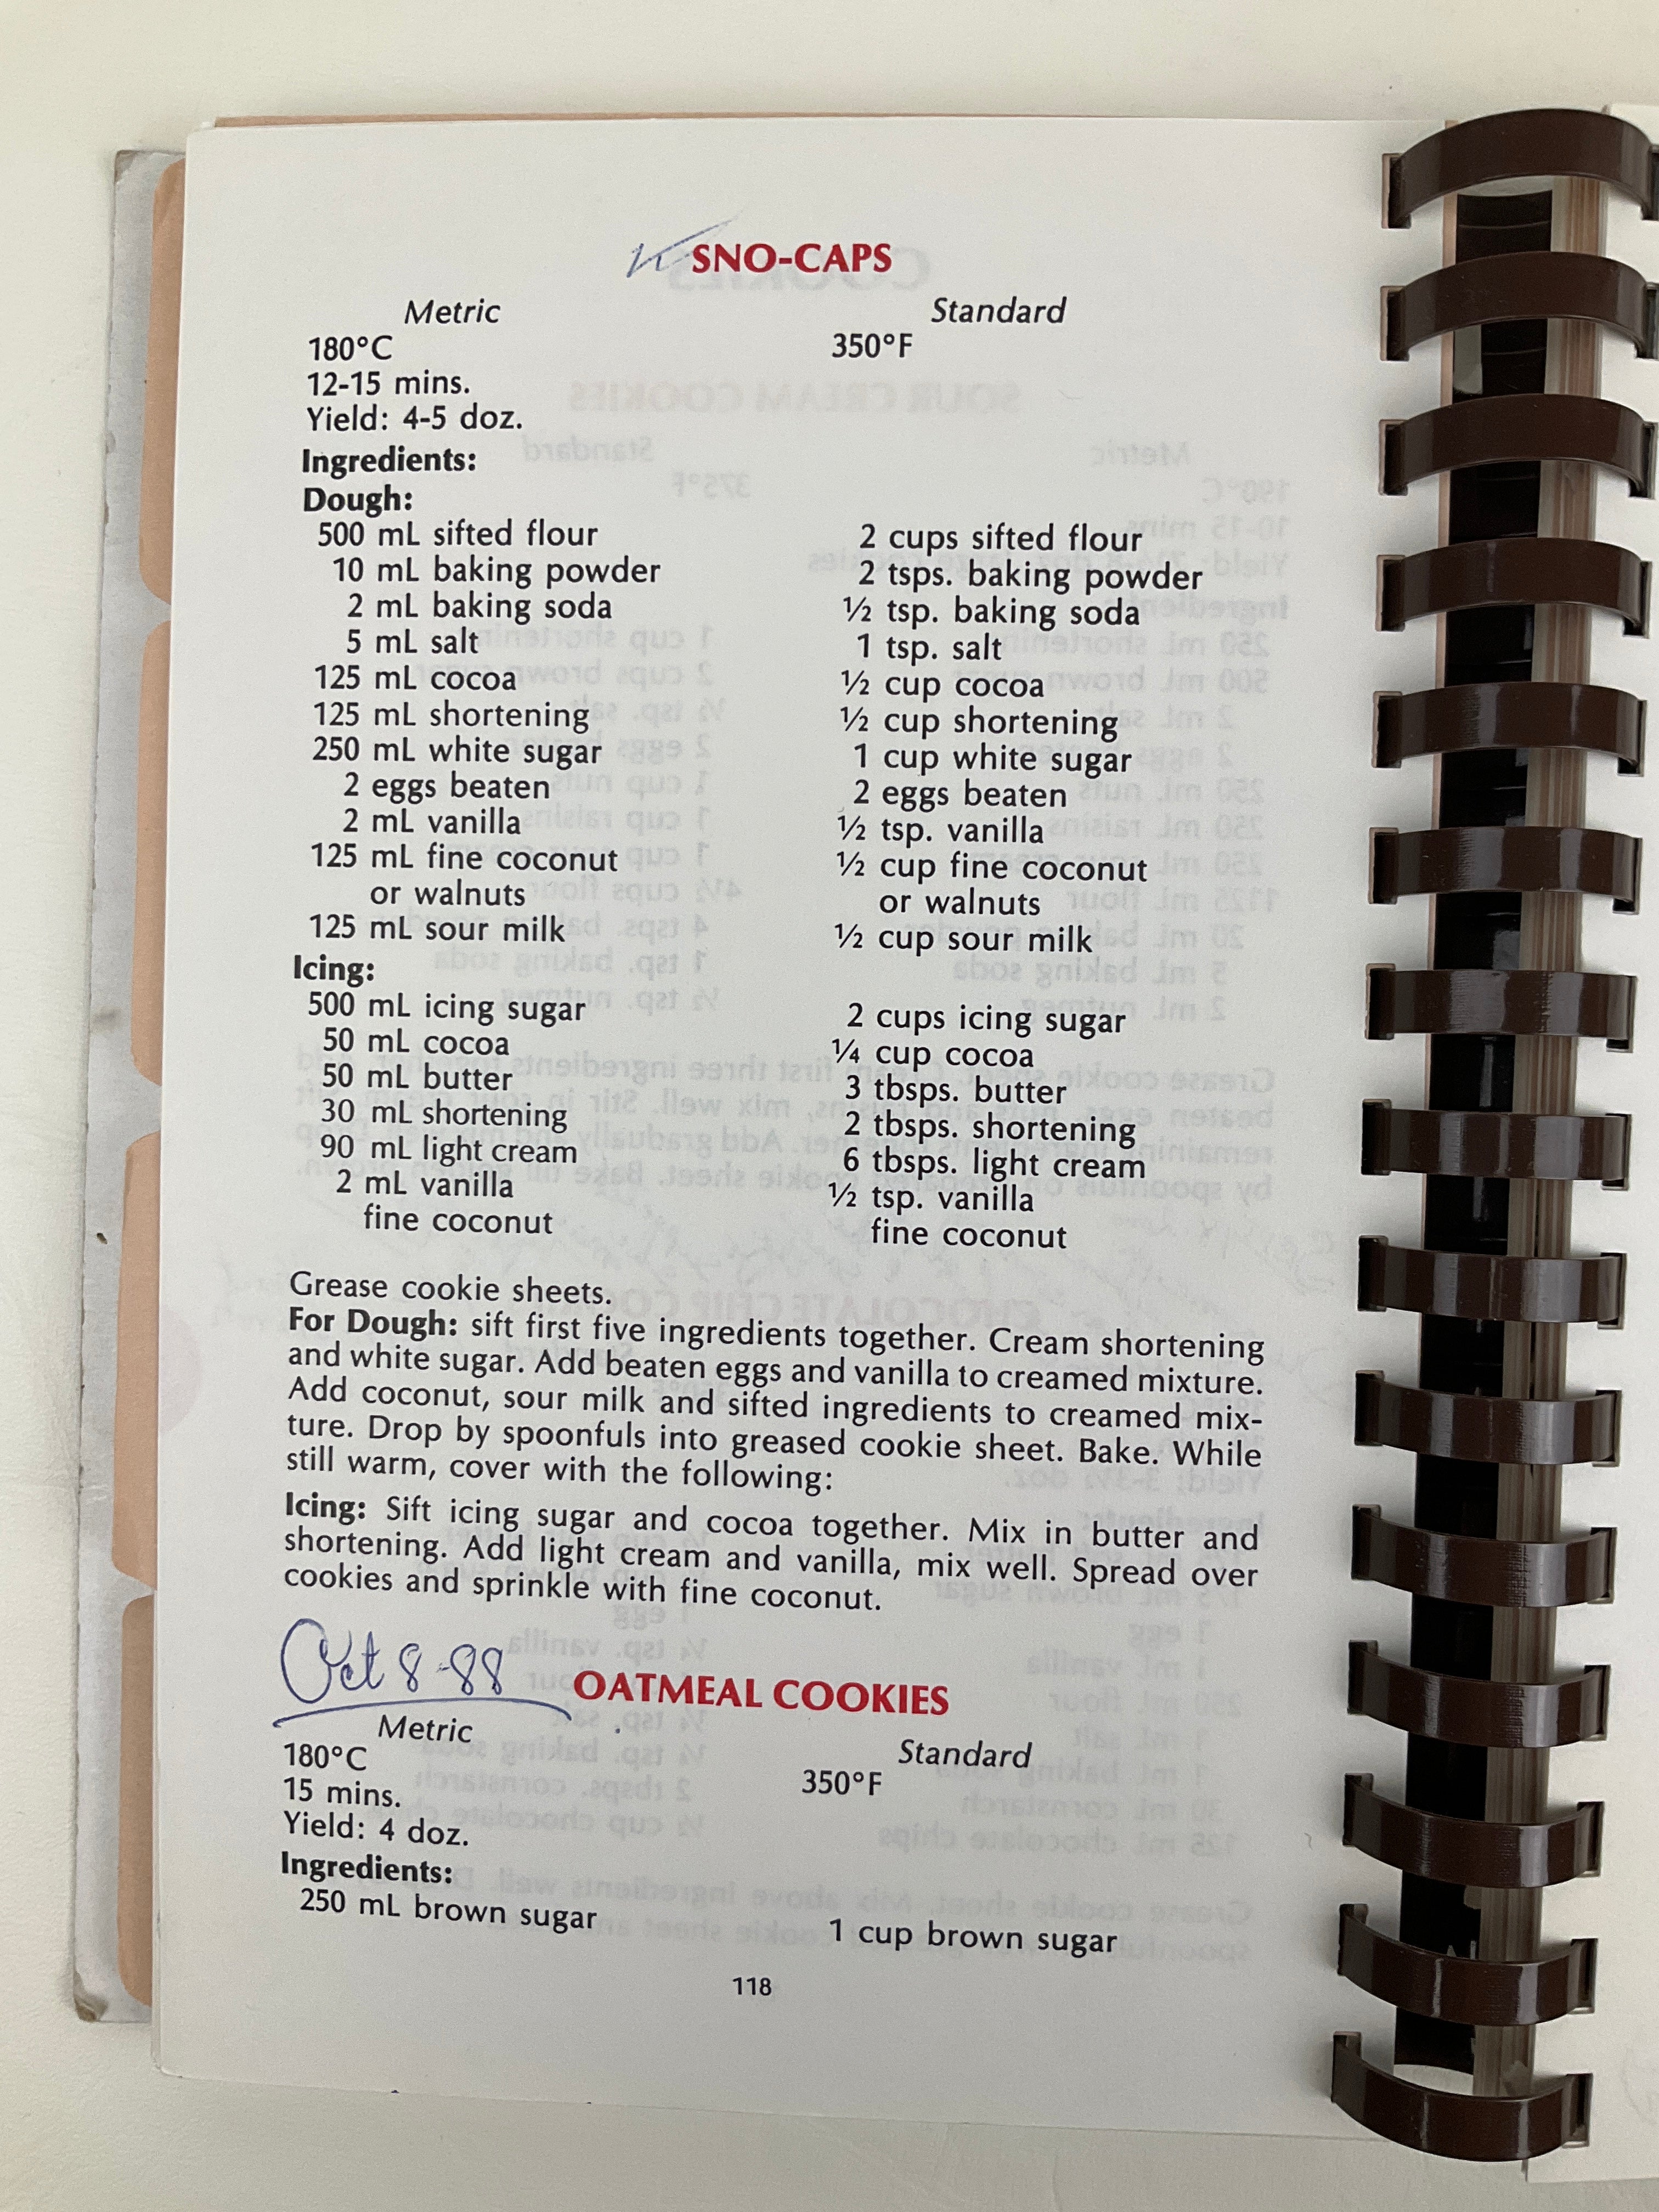 SNO-CAPS
Metric Standard
180°C 350°F
12-15 mins.
Yield: 4-5 doz.
Ingredients:
Dough:
500 mL sifted flour 2 cups sifted flour
10 mL baking powder 2 tsps. baking powder
2 mL baking soda ½ tsp. baking soda
5 mL salt 1 tsp. salt
125 mL cocoa ½ cup cocoa
125 mL shortening ½ cup shortening
250 mL white sugar 1 cup white sugar
2 eggs beaten 2 eggs beaten
2 mL vanilla ½ tsp. vanilla
125 mL fine coconut ½ cup fine coconut
or walnuts or walnuts
125 mL sour milk ½ cup sour milk
Icing:
500 mL icing sugar 2 cups icing sugar
50 mL cocoa ¼ cup cocoa
50 mL butter 3 tbsps. butter
30 mL shortening 2 tbsps. shortening
90 mL light cream 6 tbsps. light cream
2 mL vanilla ½ tsp. vanilla
fine coconut fine coconut
Grease cookie sheets.
For Dough: sift first five ingredients together. Cream shortening
and white sugar. Add beaten eggs and vanilla to creamed mixture.
Add coconut, sour milk and sifted ingredients to creamed mix-
ture. Drop by spoonfuls into greased cookie sheet. Bake. While
still warm, cover with the following:
Icing: Sift icing sugar and cocoa together. Mix in butter and
shortening. Add light cream and vanilla, mix well. Spread over
cookies and sprinkle with fine coconut.
Oct 8-88
OATMEAL COOKIES
Metric Standard
180°C 350°F
15 mins.
Yield: 4 doz.
Ingredients:
250 mL brown sugar 1 cup brown sugar
118